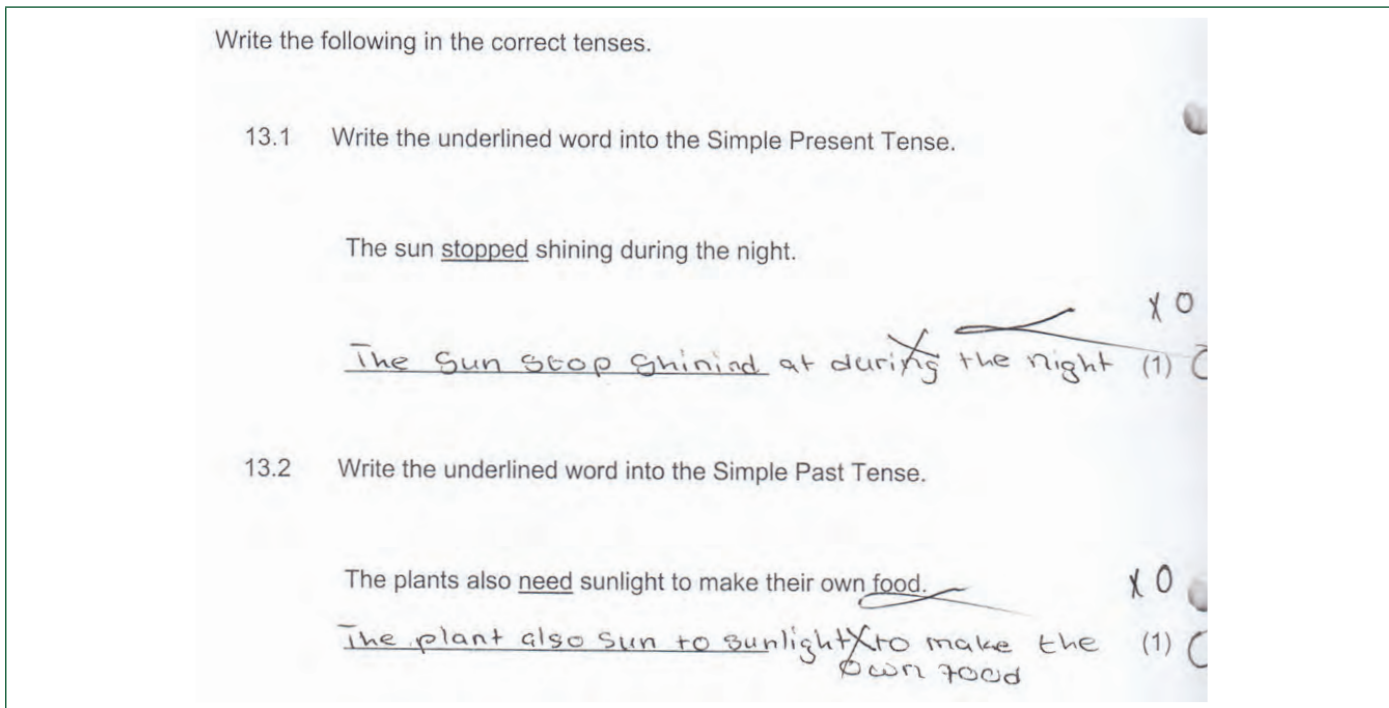 Write the following in the correct tenses.
13.1 Write the underlined word into the Simple Present Tense.
The sun stopped shining during the night.
X 0
The Sun Stop Shinind at during the night (1)
13.2 Write the underlined word into the Simple Past Tense.
The plants also need sunlight to make their own food.
X 0
The plant also Sun to Sunlight to make the (1)
own food